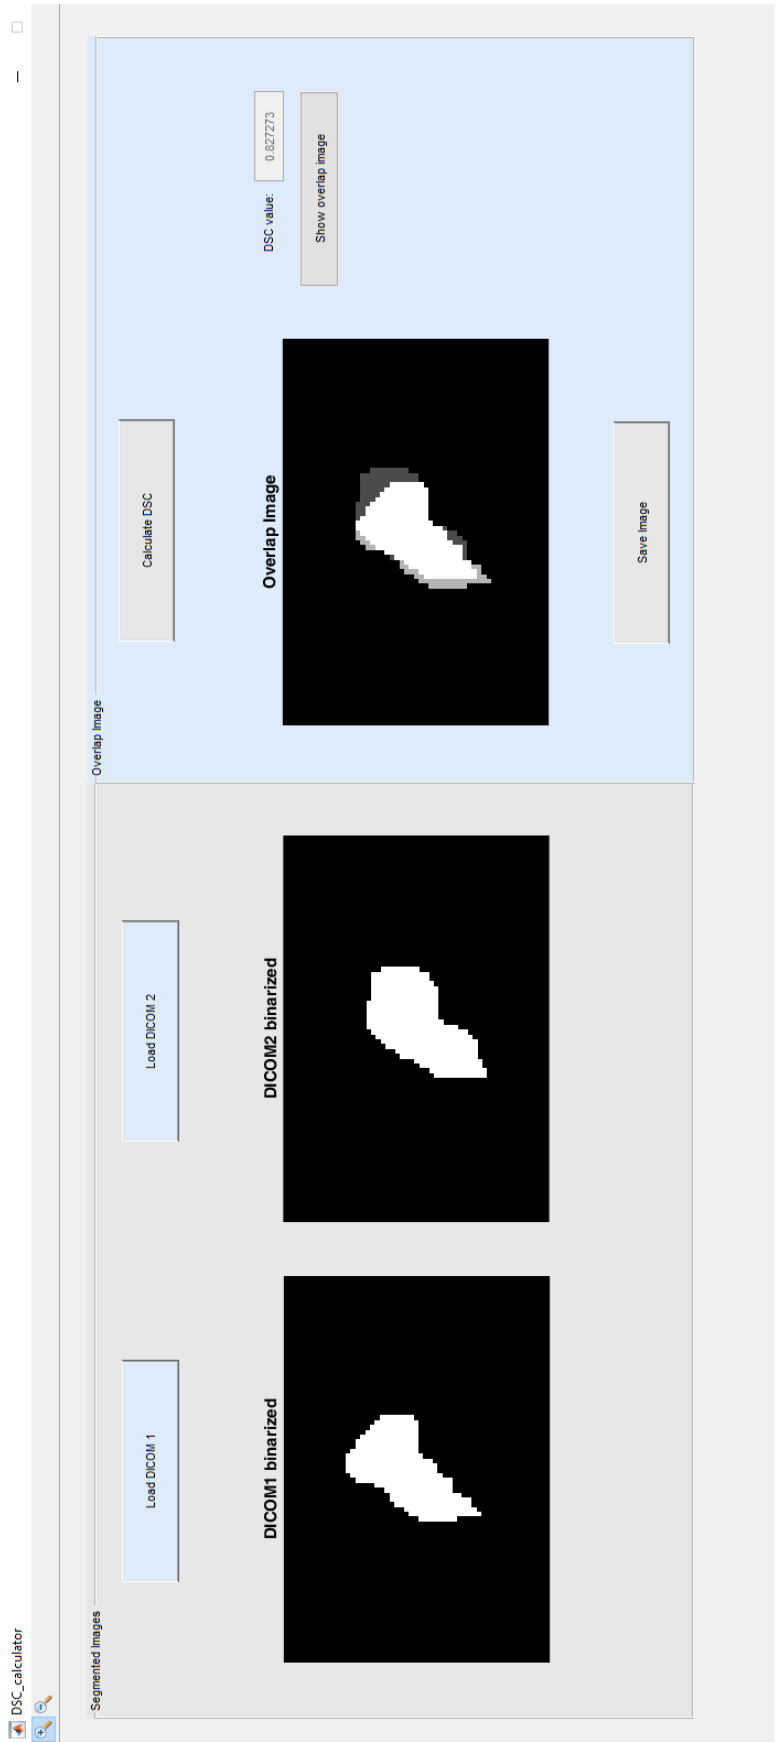 DSC_calculator
Segmented Images
Load DICOM 1
Load DICOM 2
DICOM1 binarized
DICOM2 binarized
Overlap Image
Calculate DSC
Overlap Image
DSC value:
0.827273
Show overlap image
Save Image